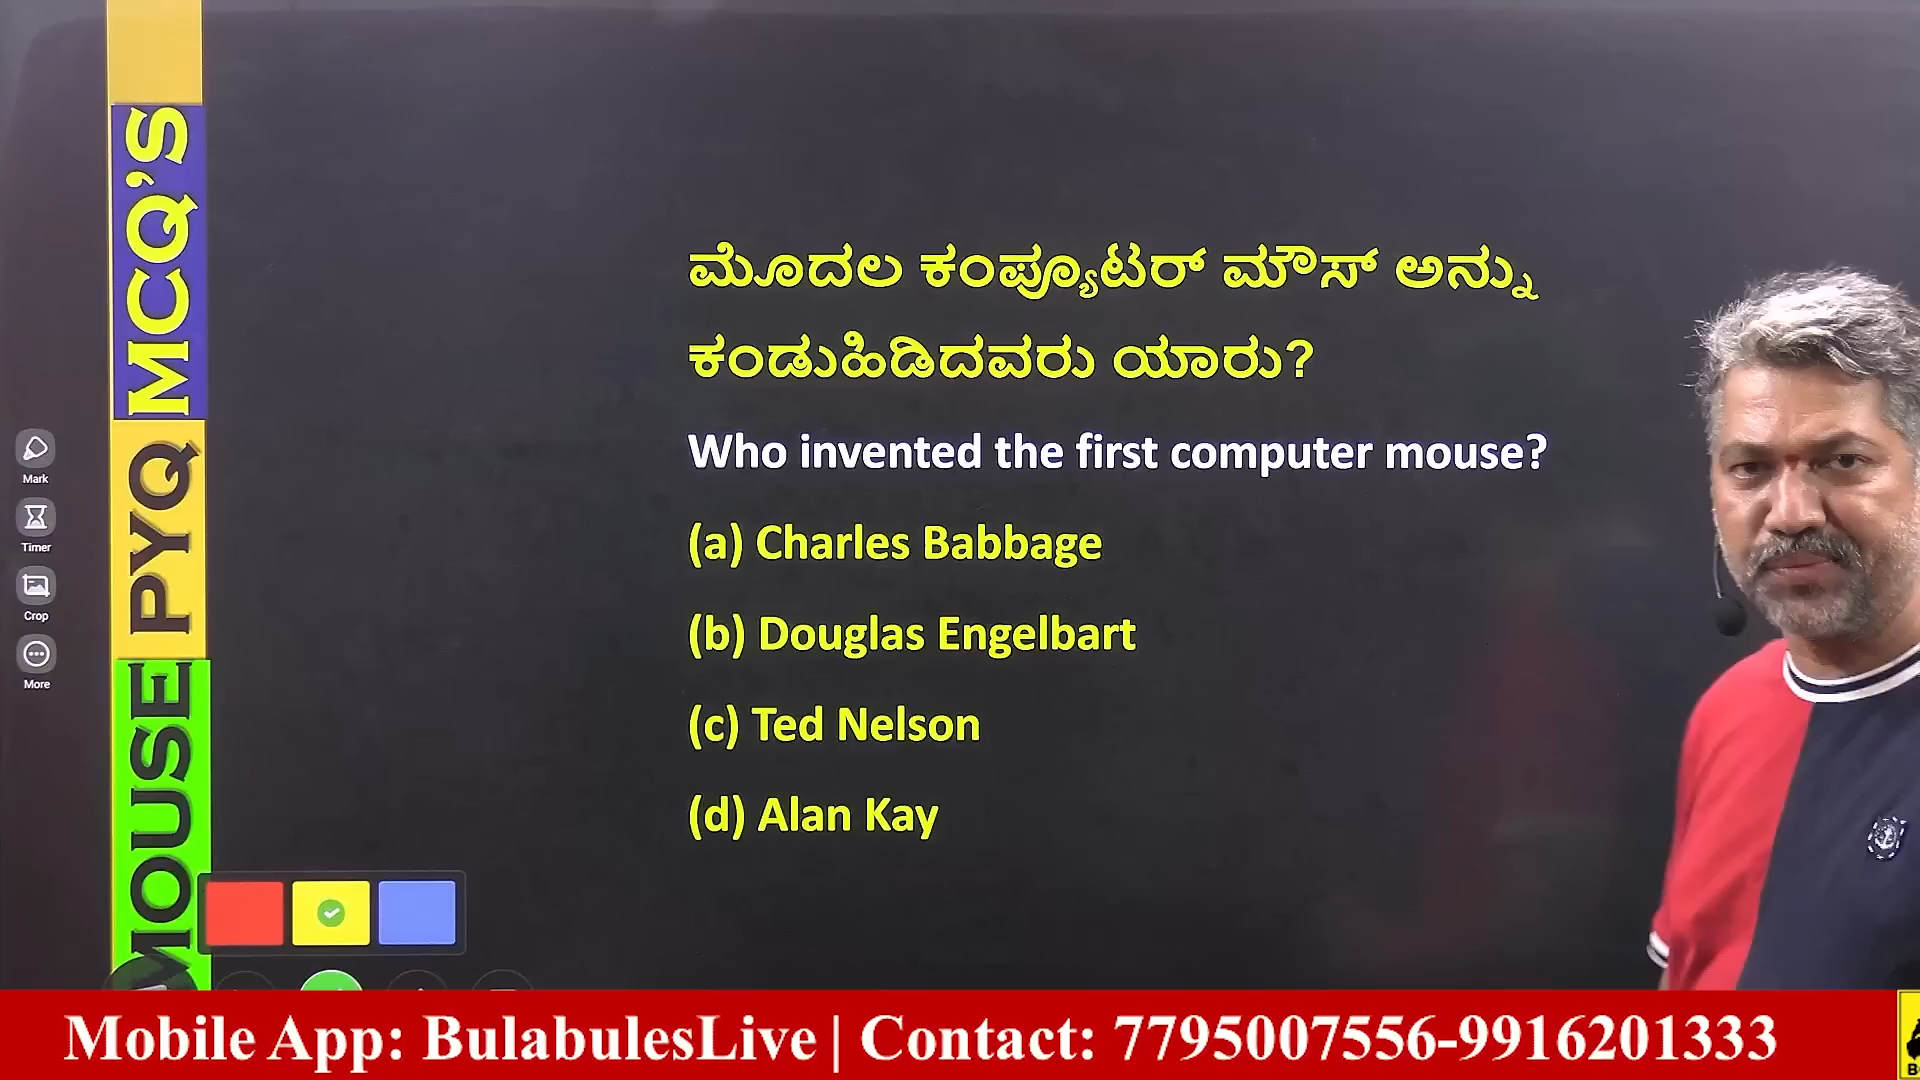 MOUSE PYQ MCQ'S
ಮೊದಲ ಕಂಪ್ಯೂಟರ್ ಮೌಸ್ ಅನ್ನು
ಕಂಡುಹಿಡಿದವರು ಯಾರು?
Who invented the first computer mouse?
(a) Charles Babbage
(b) Douglas Engelbart
(c) Ted Nelson
(d) Alan Kay
Mark
Timer
Crop
More
Mobile App: BulabulesLive | Contact: 7795007556-9916201333